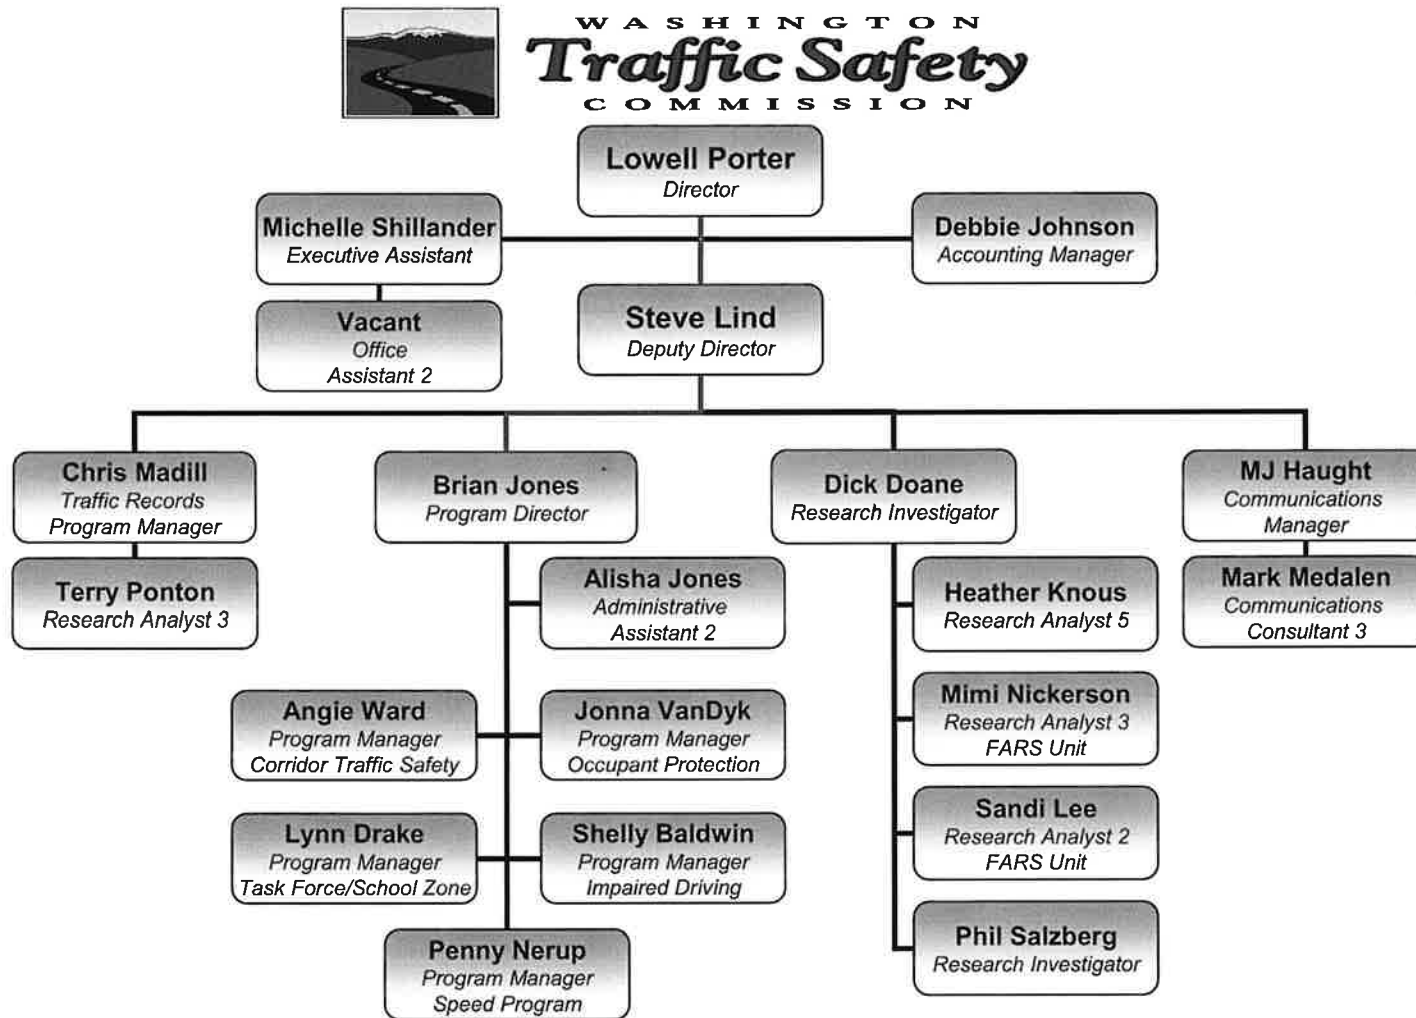 WASHINGTON
Traffic Safety
COMMISSION
Lowell Porter
Director
Michelle Shillander
Executive Assistant
Debbie Johnson
Accounting Manager
Vacant
Office
Assistant 2
Steve Lind
Deputy Director
Chris Madill
Traffic Records
Program Manager
Brian Jones
Program Director
Dick Doane
Research Investigator
MJ Haught
Communications
Manager
Terry Ponton
Research Analyst 3
Alisha Jones
Administrative
Assistant 2
Heather Knous
Research Analyst 5
Mark Medalen
Communications
Consultant 3
Angie Ward
Program Manager
Corridor Traffic Safety
Jonna VanDyk
Program Manager
Occupant Protection
Mimi Nickerson
Research Analyst 3
FARS Unit
Lynn Drake
Program Manager
Task Force/School Zone
Shelly Baldwin
Program Manager
Impaired Driving
Sandi Lee
Research Analyst 2
FARS Unit
Penny Nerup
Program Manager
Speed Program
Phil Salzberg
Research Investigator